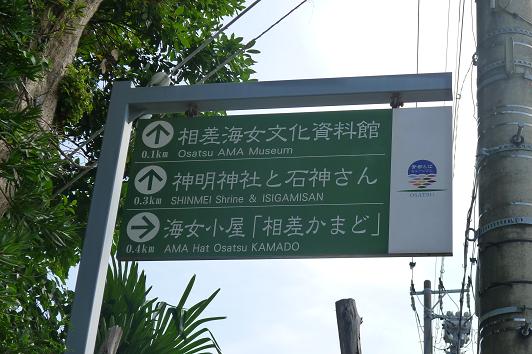 相差海女文化資料館
0.1km Osatsu AMA Museum
神明神社と石神さん
0.3km SHINMEI Shrine & ISIGAMISAN
海女小屋「相差かまど」
0.4km AMA Hat Osatsu KAMADO
OSATSU